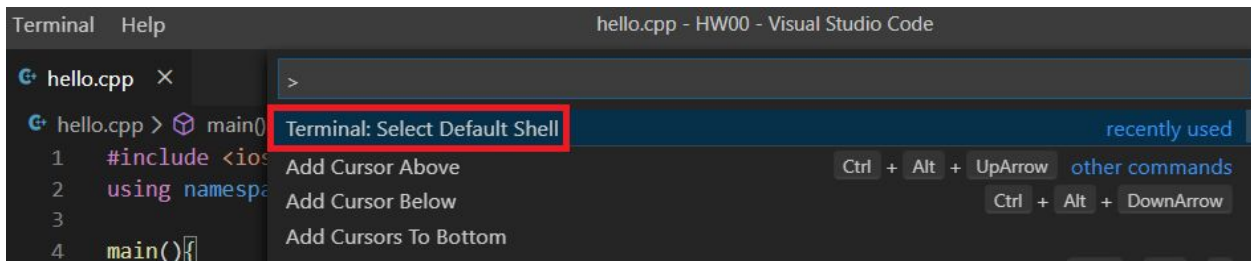 Terminal Help hello.cpp - HW00 - Visual Studio Code
hello.cpp ×
>
hello.cpp > main()
Terminal: Select Default Shell recently used
1 #include <ios
Add Cursor Above Ctrl + Alt + UpArrow other commands
2 using namespa
Add Cursor Below Ctrl + Alt + DownArrow
3
Add Cursors To Bottom
4 main(){